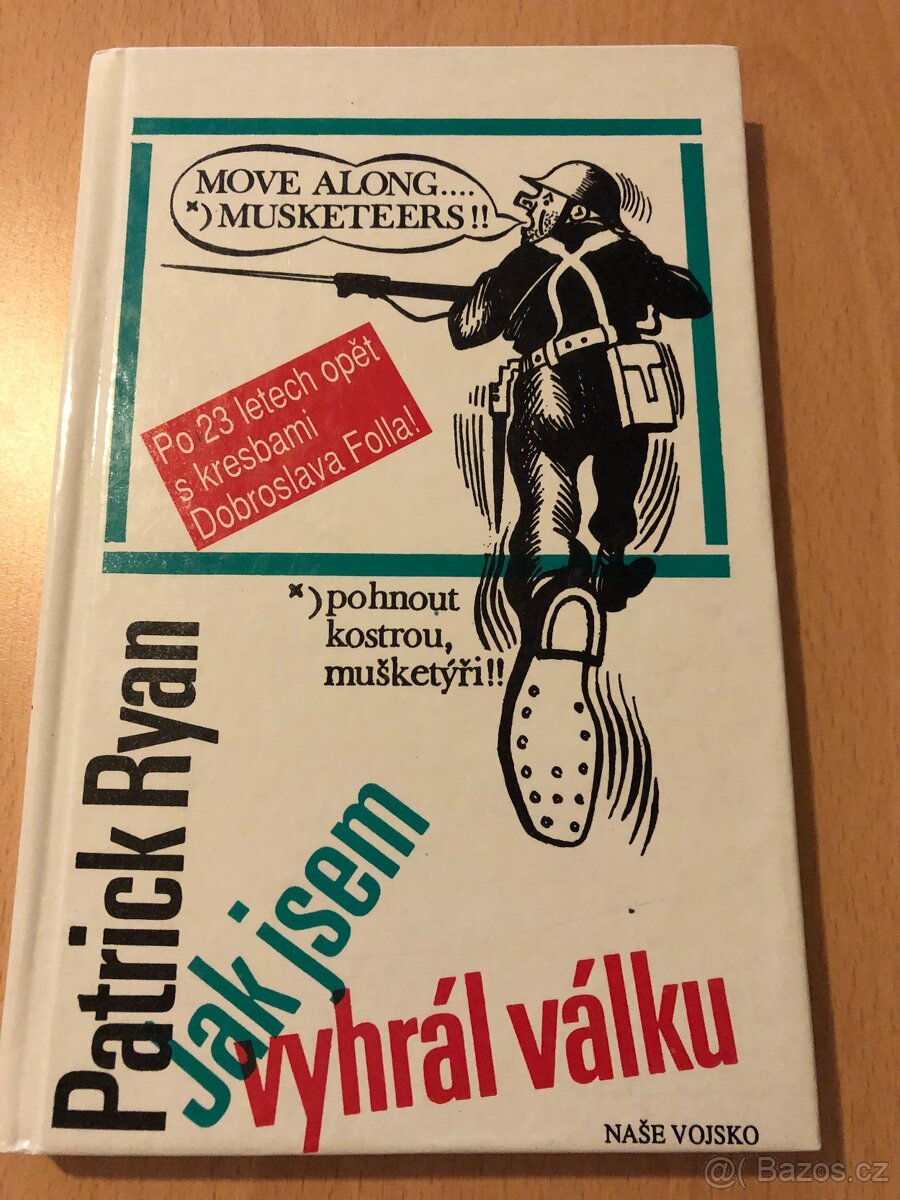 MOVE ALONG....
*) MUSKETEERS!!
Po 23 letech opět
s kresbami
Dobroslava Folla!
*) pohnout
kostrou,
mušketýři!!
Patrick Ryan
Jak jsem
vyhrál válku
NAŠE VOJSKO
@( Bazos.cz